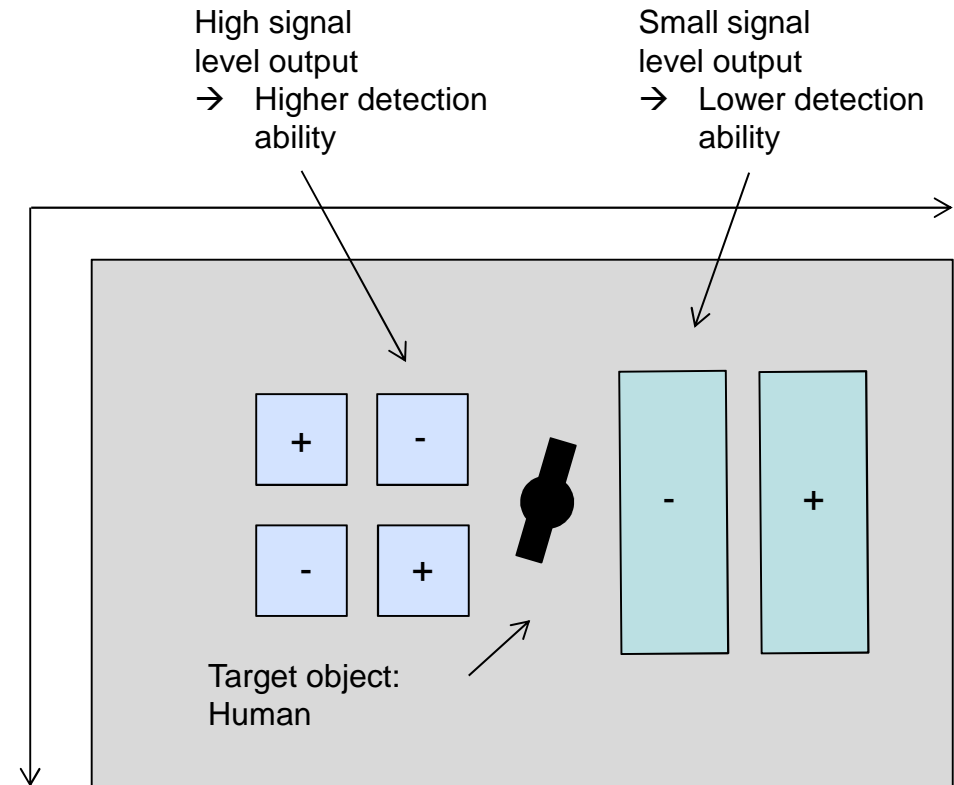 High signal
level output
→ Higher detection
ability
Small signal
level output
→ Lower detection
ability
+ -
- +
- +
Target object:
Human